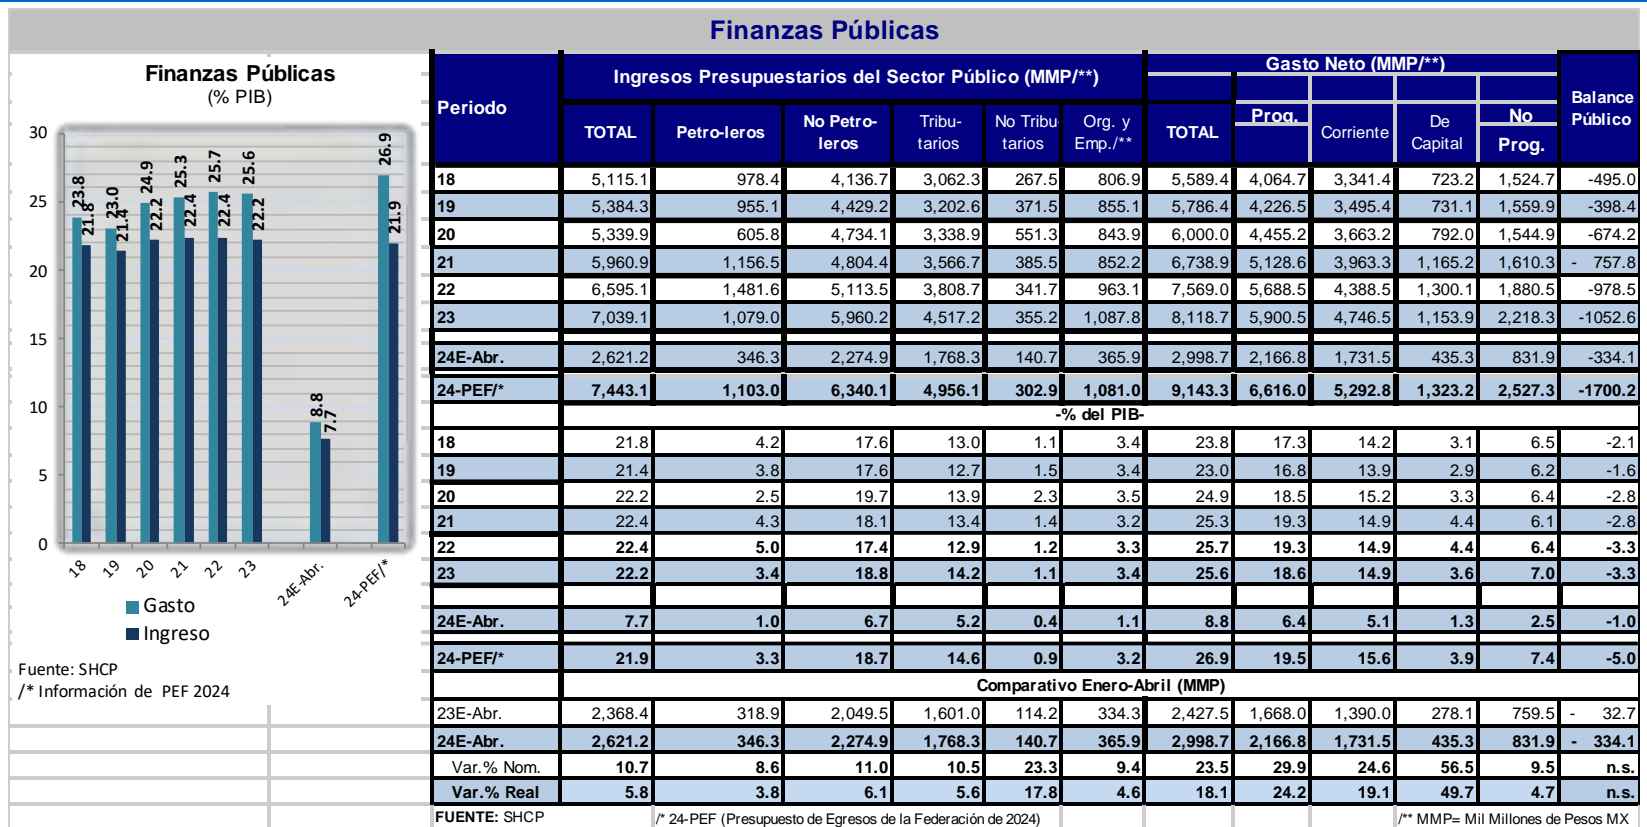 Finanzas Públicas
Finanzas Públicas
(% PIB)
30
25
20
15
10
5
0
23.8
21.8
23.0
21.4
24.9
22.2
25.3
22.4
25.7
22.4
25.6
22.2
8.8
7.7
26.9
21.9
18
19
20
21
22
23
24E-Abr.
24-PEF/*
Gasto
Ingreso
Fuente: SHCP
/* Información de PEF 2024
Periodo
Ingresos Presupuestarios del Sector Público (MMP/**)
Gasto Neto (MMP/**)
Balance Público
TOTAL Petro-leros No Petro-leros Tribu-tarios No Tribu tarios Org. y Emp./** TOTAL Prog. Corriente De Capital No Prog.
18 5,115.1 978.4 4,136.7 3,062.3 267.5 806.9 5,589.4 4,064.7 3,341.4 723.2 1,524.7 -495.0
19 5,384.3 955.1 4,429.2 3,202.6 371.5 855.1 5,786.4 4,226.5 3,495.4 731.1 1,559.9 -398.4
20 5,339.9 605.8 4,734.1 3,338.9 551.3 843.9 6,000.0 4,455.2 3,663.2 792.0 1,544.9 -674.2
21 5,960.9 1,156.5 4,804.4 3,566.7 385.5 852.2 6,738.9 5,128.6 3,963.3 1,165.2 1,610.3 - 757.8
22 6,595.1 1,481.6 5,113.5 3,808.7 341.7 963.1 7,569.0 5,688.5 4,388.5 1,300.1 1,880.5 -978.5
23 7,039.1 1,079.0 5,960.2 4,517.2 355.2 1,087.8 8,118.7 5,900.5 4,746.5 1,153.9 2,218.3 -1052.6
24E-Abr. 2,621.2 346.3 2,274.9 1,768.3 140.7 365.9 2,998.7 2,166.8 1,731.5 435.3 831.9 -334.1
24-PEF/* 7,443.1 1,103.0 6,340.1 4,956.1 302.9 1,081.0 9,143.3 6,616.0 5,292.8 1,323.2 2,527.3 -1700.2
-% del PIB-
18 21.8 4.2 17.6 13.0 1.1 3.4 23.8 17.3 14.2 3.1 6.5 -2.1
19 21.4 3.8 17.6 12.7 1.5 3.4 23.0 16.8 13.9 2.9 6.2 -1.6
20 22.2 2.5 19.7 13.9 2.3 3.5 24.9 18.5 15.2 3.3 6.4 -2.8
21 22.4 4.3 18.1 13.4 1.4 3.2 25.3 19.3 14.9 4.4 6.1 -2.8
22 22.4 5.0 17.4 12.9 1.2 3.3 25.7 19.3 14.9 4.4 6.4 -3.3
23 22.2 3.4 18.8 14.2 1.1 3.4 25.6 18.6 14.9 3.6 7.0 -3.3
24E-Abr. 7.7 1.0 6.7 5.2 0.4 1.1 8.8 6.4 5.1 1.3 2.5 -1.0
24-PEF/* 21.9 3.3 18.7 14.6 0.9 3.2 26.9 19.5 15.6 3.9 7.4 -5.0
Comparativo Enero-Abril (MMP)
23E-Abr. 2,368.4 318.9 2,049.5 1,601.0 114.2 334.3 2,427.5 1,668.0 1,390.0 278.1 759.5 - 32.7
24E-Abr. 2,621.2 346.3 2,274.9 1,768.3 140.7 365.9 2,998.7 2,166.8 1,731.5 435.3 831.9 - 334.1
Var.% Nom. 10.7 8.6 11.0 10.5 23.3 9.4 23.5 29.9 24.6 56.5 9.5 n.s.
Var.% Real 5.8 3.8 6.1 5.6 17.8 4.6 18.1 24.2 19.1 49.7 4.7 n.s.
FUENTE: SHCP /* 24-PEF (Presupuesto de Egresos de la Federación de 2024) /** MMP= Mil Millones de Pesos MX